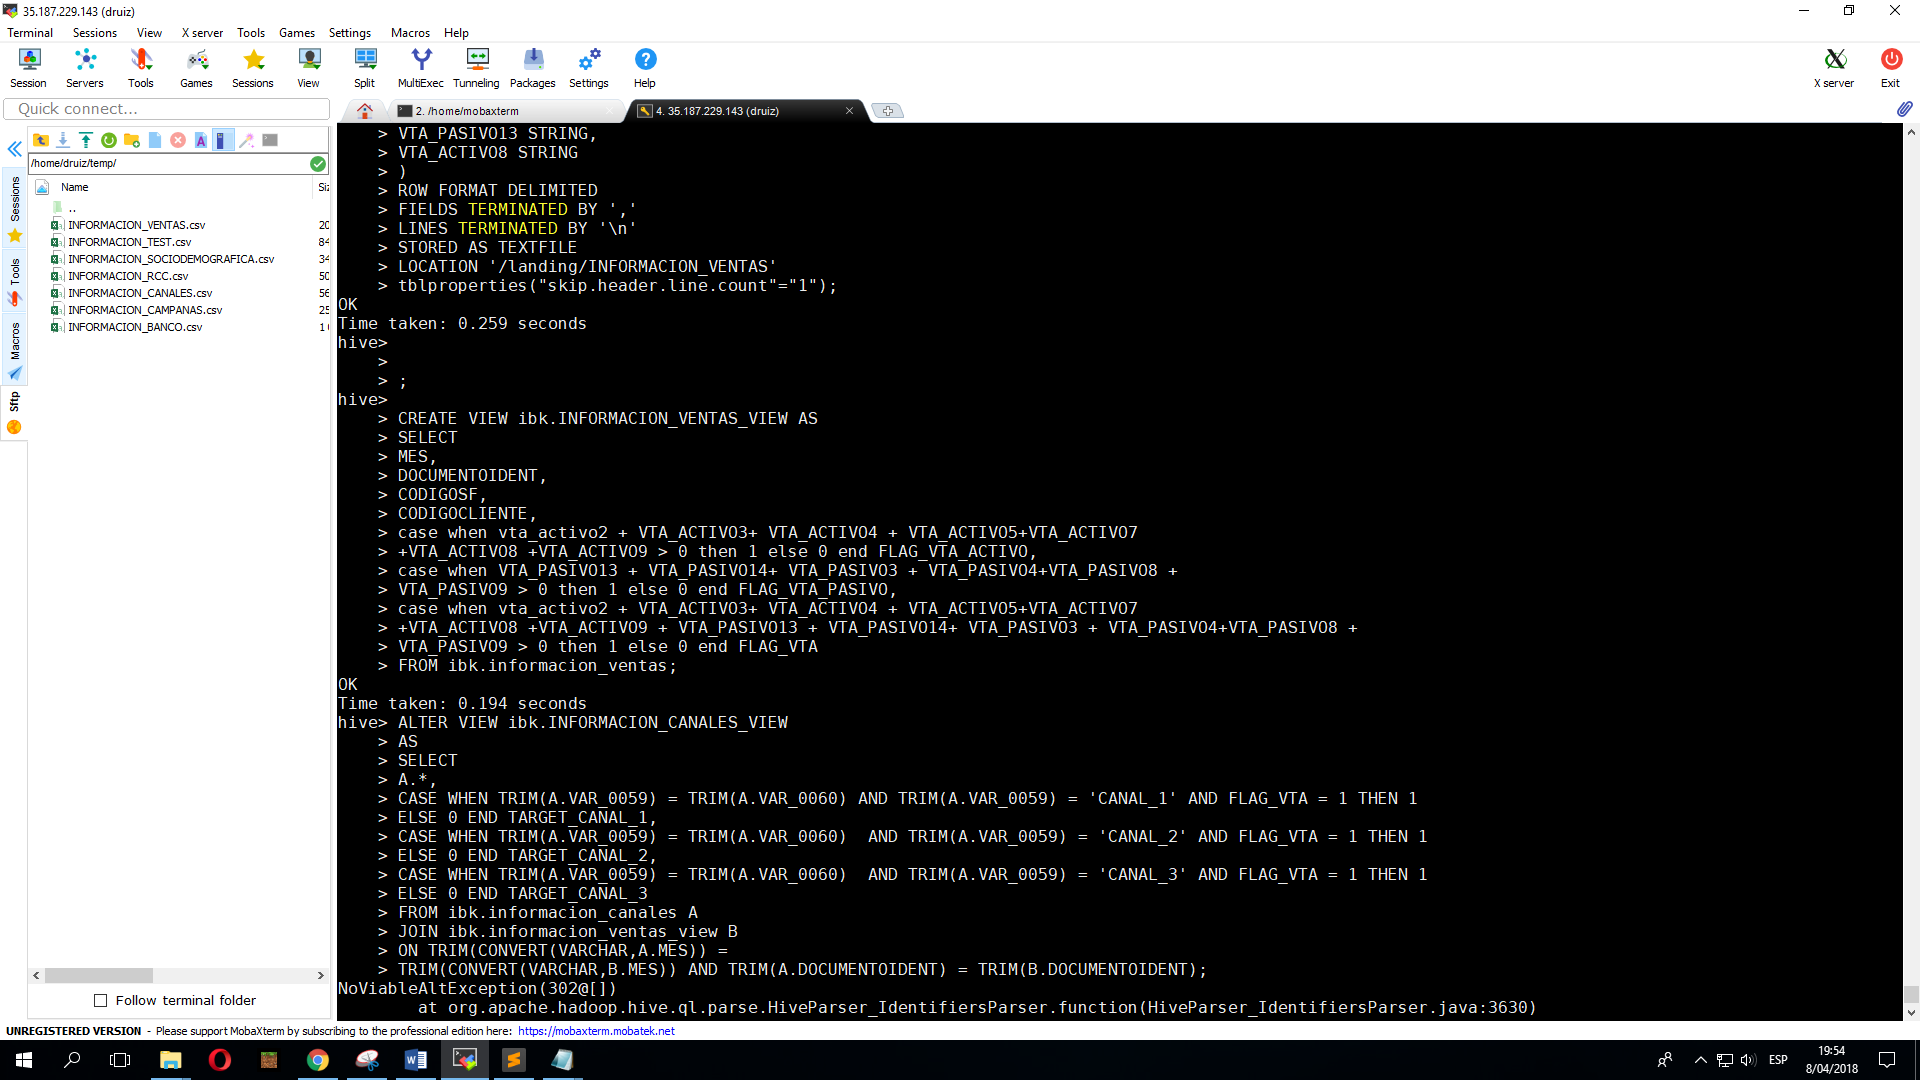 35.187.229.143 (druiz)
Terminal Sessions View X server Tools Games Settings Macros Help
Session Servers Tools Games Sessions View Split MultiExec Tunneling Packages Settings Help X server Exit
Quick connect...
2. /home/mobaxterm
4. 35.187.229.143 (druiz)
/home/druiz/temp/
Name Siz
..
INFORMACION_VENTAS.csv 20
INFORMACION_TEST.csv 84
INFORMACION_SOCIODEMOGRAFICA.csv 34
INFORMACION_RCC.csv 50
INFORMACION_CANALES.csv 56
INFORMACION_CAMPANAS.csv 25
INFORMACION_BANCO.csv 1
Sessions
Tools
Macros
Sftp
Follow terminal folder
> VTA_PASIVO13 STRING,
> VTA_ACTIVO8 STRING
> )
> ROW FORMAT DELIMITED
> FIELDS TERMINATED BY ','
> LINES TERMINATED BY '\n'
> STORED AS TEXTFILE
> LOCATION '/landing/INFORMACION_VENTAS'
> tblproperties("skip.header.line.count"="1");
OK
Time taken: 0.259 seconds
hive>
>
> ;
hive>
> CREATE VIEW ibk.INFORMACION_VENTAS_VIEW AS
> SELECT
> MES,
> DOCUMENTOIDENT,
> CODIGOSF,
> CODIGOCLIENTE,
> case when vta_activo2 + VTA_ACTIVO3+ VTA_ACTIVO4 + VTA_ACTIVO5+VTA_ACTIVO7
> +VTA_ACTIVO8 +VTA_ACTIVO9 > 0 then 1 else 0 end FLAG_VTA_ACTIVO,
> case when VTA_PASIVO13 + VTA_PASIVO14+ VTA_PASIVO3 + VTA_PASIVO4+VTA_PASIVO8 +
> VTA_PASIVO9 > 0 then 1 else 0 end FLAG_VTA_PASIVO,
> case when vta_activo2 + VTA_ACTIVO3+ VTA_ACTIVO4 + VTA_ACTIVO5+VTA_ACTIVO7
> +VTA_ACTIVO8 +VTA_ACTIVO9 + VTA_PASIVO13 + VTA_PASIVO14+ VTA_PASIVO3 + VTA_PASIVO4+VTA_PASIVO8 +
> VTA_PASIVO9 > 0 then 1 else 0 end FLAG_VTA
> FROM ibk.informacion_ventas;
OK
Time taken: 0.194 seconds
hive> ALTER VIEW ibk.INFORMACION_CANALES_VIEW
> AS
> SELECT
> A.*,
> CASE WHEN TRIM(A.VAR_0059) = TRIM(A.VAR_0060) AND TRIM(A.VAR_0059) = 'CANAL_1' AND FLAG_VTA = 1 THEN 1
> ELSE 0 END TARGET_CANAL_1,
> CASE WHEN TRIM(A.VAR_0059) = TRIM(A.VAR_0060)  AND TRIM(A.VAR_0059) = 'CANAL_2' AND FLAG_VTA = 1 THEN 1
> ELSE 0 END TARGET_CANAL_2,
> CASE WHEN TRIM(A.VAR_0059) = TRIM(A.VAR_0060)  AND TRIM(A.VAR_0059) = 'CANAL_3' AND FLAG_VTA = 1 THEN 1
> ELSE 0 END TARGET_CANAL_3
> FROM ibk.informacion_canales A
> JOIN ibk.informacion_ventas_view B
> ON TRIM(CONVERT(VARCHAR,A.MES)) =
> TRIM(CONVERT(VARCHAR,B.MES)) AND TRIM(A.DOCUMENTOIDENT) = TRIM(B.DOCUMENTOIDENT);
NoViableAltException(302@[])
at org.apache.hadoop.hive.ql.parse.HiveParser_IdentifiersParser.function(HiveParser_IdentifiersParser.java:3630)
UNREGISTERED VERSION - Please support MobaXterm by subscribing to the professional edition here: https://mobaxterm.mobatek.net
ESP
19:54
8/04/2018